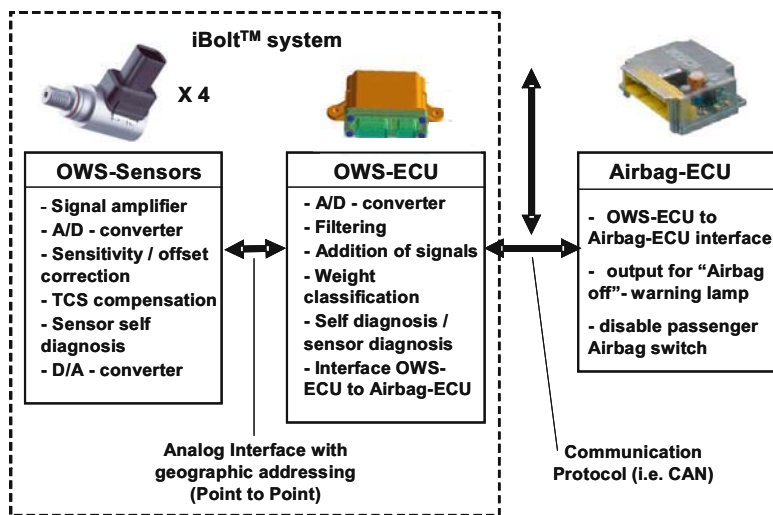 iBolt™ system
X 4
OWS-Sensors
- Signal amplifier
- A/D - converter
- Sensitivity / offset
correction
- TCS compensation
- Sensor self
diagnosis
- D/A - converter
OWS-ECU
- A/D - converter
- Filtering
- Addition of signals
- Weight
classification
- Self diagnosis /
sensor diagnosis
- Interface OWS-
ECU to Airbag-ECU
Airbag-ECU
- OWS-ECU to
Airbag-ECU interface
- output for “Airbag
off”- warning lamp
- disable passenger
Airbag switch
Analog Interface with
geographic addressing
(Point to Point)
Communication
Protocol (i.e. CAN)